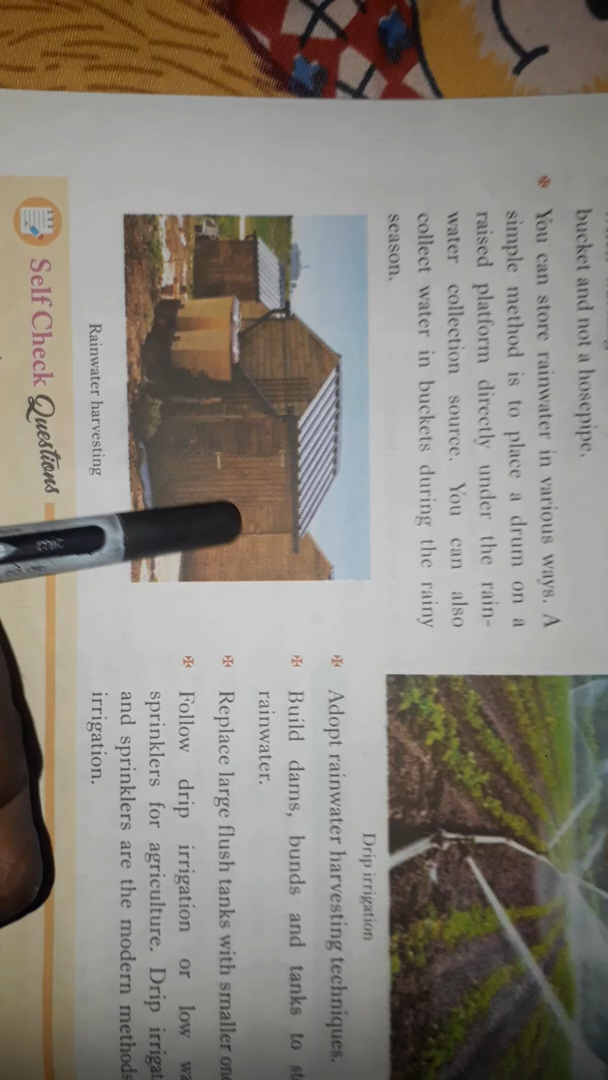 bucket and not a hosepipe.
✠ You can store rainwater in various ways. A
simple method is to place a drum on a
raised platform directly under the rain-
water collection source. You can also
collect water in buckets during the rainy
season.
Rainwater harvesting
Self Check Questions
Drip irrigation
✠ Adopt rainwater harvesting techniques.
✠ Build dams, bunds and tanks to
rainwater.
✠ Replace large flush tanks with smaller
✠ Follow drip irrigation or low
sprinklers for agriculture. Drip
and sprinklers are the modern methods
irrigation.